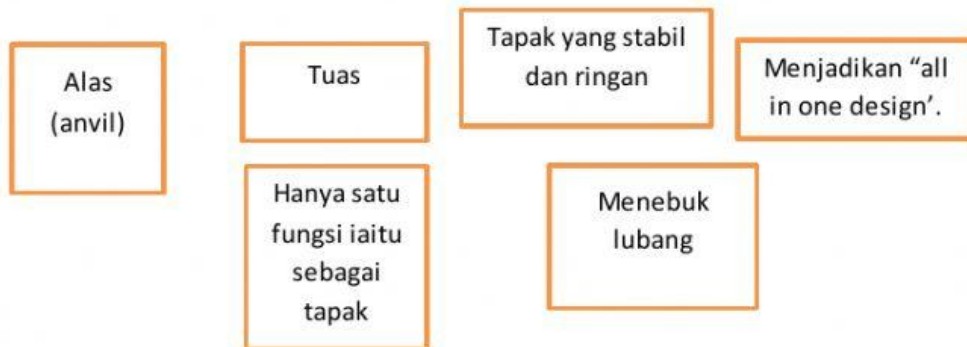 Alas
(anvil)
Tuas
Tapak yang stabil
dan ringan
Menjadikan “all
in one design’.
Hanya satu
fungsi iaitu
sebagai
tapak
Menebuk
lubang